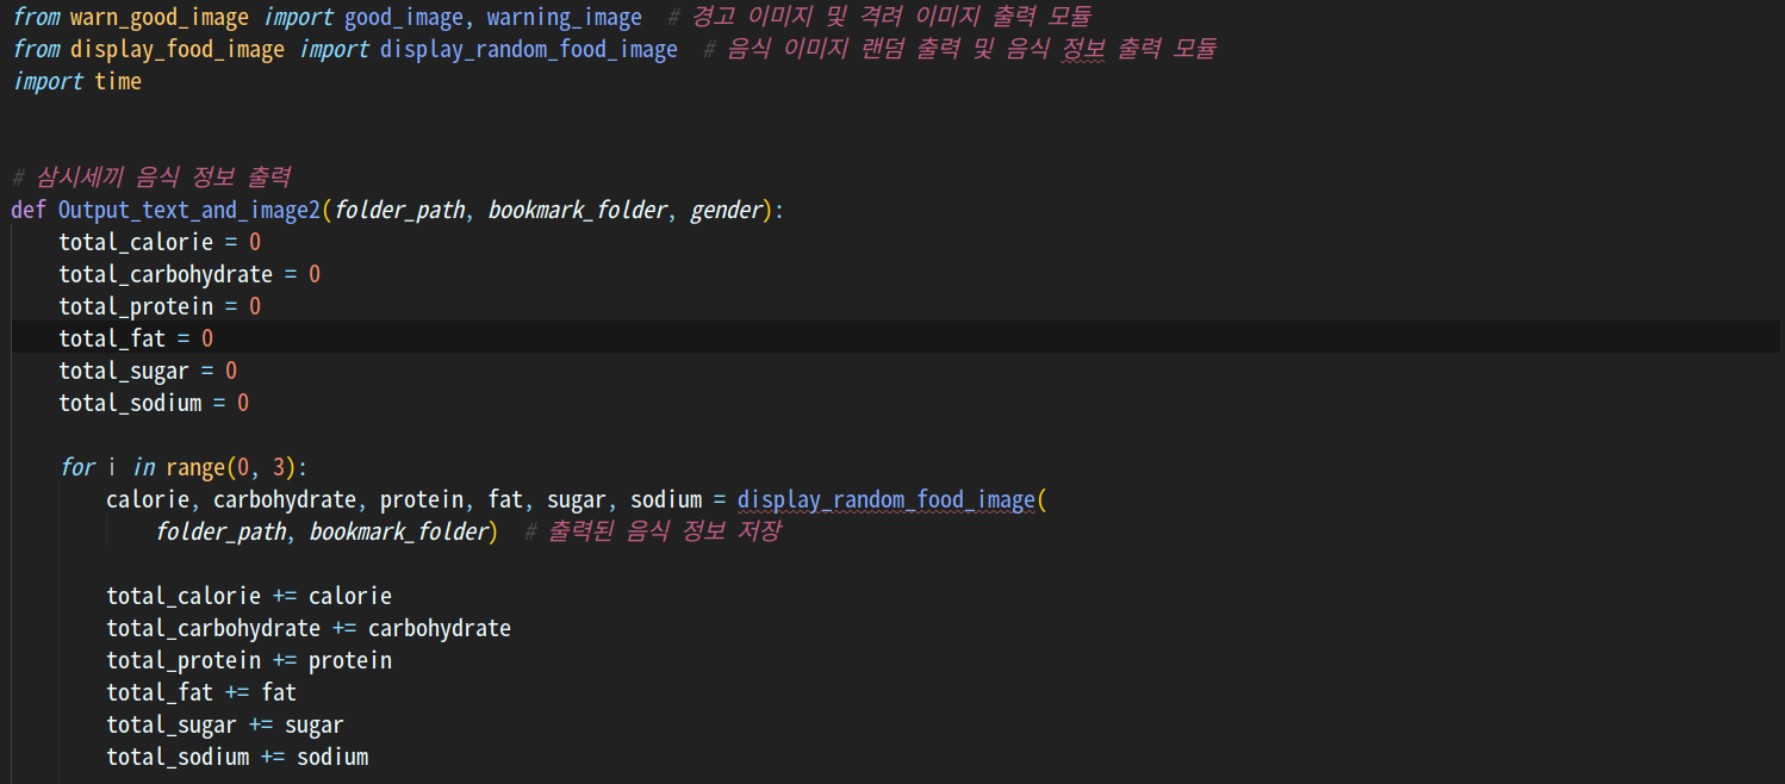 from warn_good_image import good_image, warning_image  # 경고 이미지 및 격려 이미지 출력 모듈
from display_food_image import display_random_food_image  # 음식 이미지 랜덤 출력 및 음식 정보 출력 모듈
import time
# 삼시세끼 음식 정보 출력
def Output_text_and_image2(folder_path, bookmark_folder, gender):
    total_calorie = 0
    total_carbohydrate = 0
    total_protein = 0
    total_fat = 0
    total_sugar = 0
    total_sodium = 0
    for i in range(0, 3):
        calorie, carbohydrate, protein, fat, sugar, sodium = display_random_food_image(
            folder_path, bookmark_folder)  # 출력된 음식 정보 저장
        total_calorie += calorie
        total_carbohydrate += carbohydrate
        total_protein += protein
        total_fat += fat
        total_sugar += sugar
        total_sodium += sodium